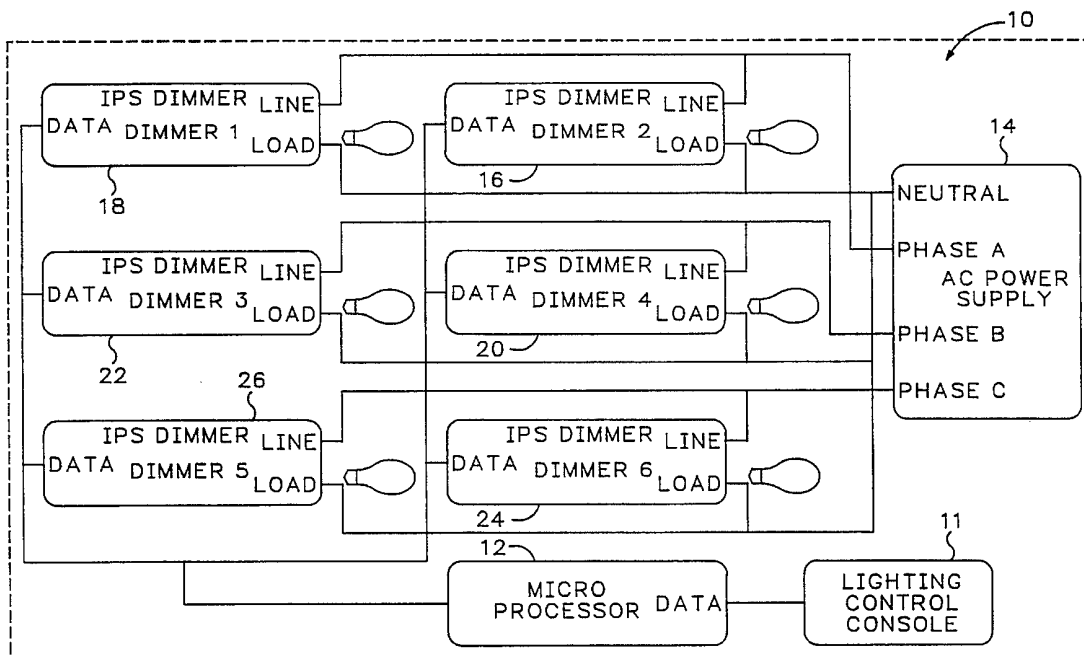 10
IPS DIMMER
LINE
DATA
DIMMER 1
LOAD
18
IPS DIMMER
LINE
DATA
DIMMER 2
LOAD
16
14
NEUTRAL
PHASE A
AC POWER
SUPPLY
PHASE B
PHASE C
IPS DIMMER
LINE
DATA
DIMMER 3
LOAD
22
IPS DIMMER
LINE
DATA
DIMMER 4
LOAD
20
26
IPS DIMMER
LINE
DATA
DIMMER 5
LOAD
IPS DIMMER
LINE
DATA
DIMMER 6
LOAD
24
12
MICRO
PROCESSOR
DATA
11
LIGHTING
CONTROL
CONSOLE